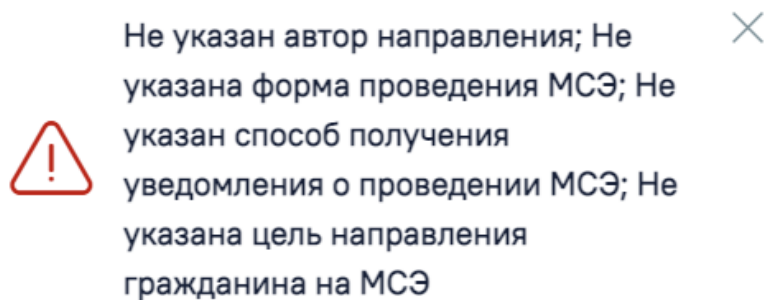 Не указан автор направления; Не
указана форма проведения МСЭ; Не
указан способ получения
уведомления о проведении МСЭ; Не
указана цель направления
гражданина на МСЭ